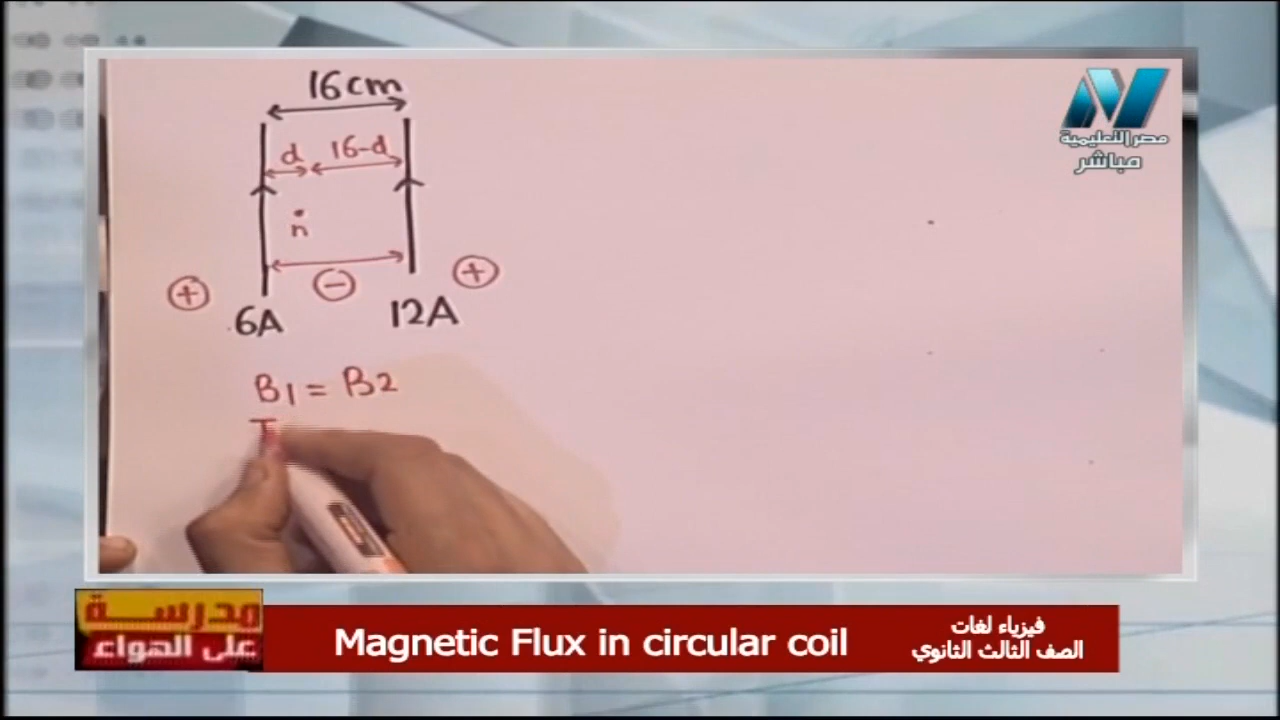 16cm
d
16-d
n
+
−
+
6A
12A
B1 = B2
I
مصر التعليمية
مباشر
مدرسة
على الهواء
Magnetic Flux in circular coil
فيزياء لغات
الصف الثالث الثانوي